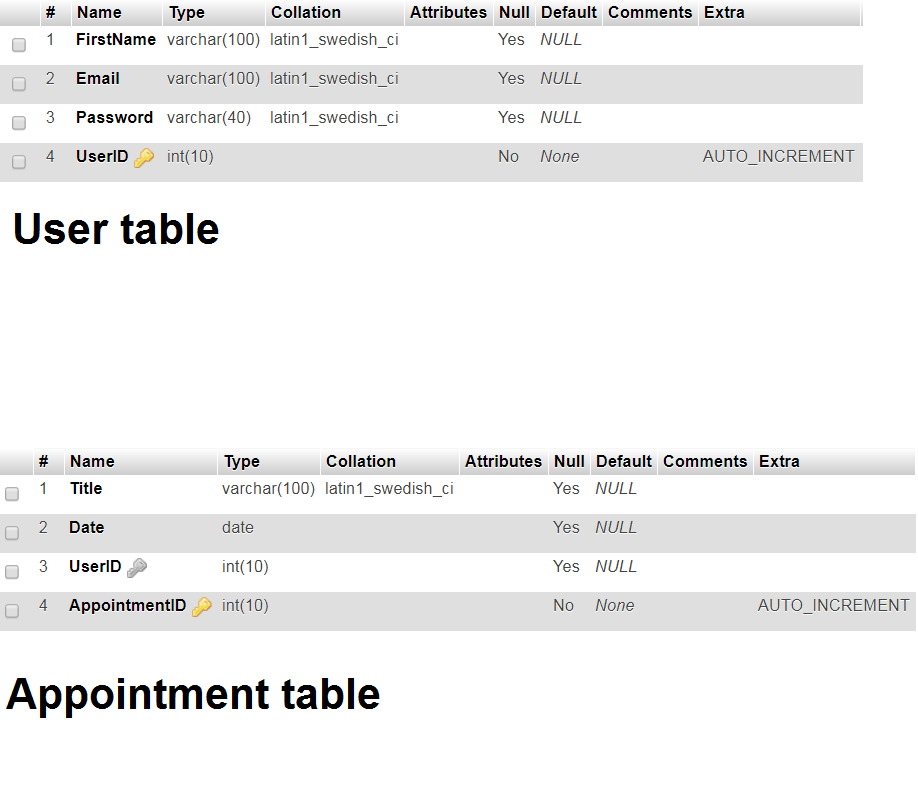 # Name Type Collation Attributes Null Default Comments Extra
1 FirstName varchar(100) latin1_swedish_ci Yes NULL
2 Email varchar(100) latin1_swedish_ci Yes NULL
3 Password varchar(40) latin1_swedish_ci Yes NULL
4 UserID int(10) No None AUTO_INCREMENT
User table
# Name Type Collation Attributes Null Default Comments Extra
1 Title varchar(100) latin1_swedish_ci Yes NULL
2 Date date Yes NULL
3 UserID int(10) Yes NULL
4 AppointmentID int(10) No None AUTO_INCREMENT
Appointment table